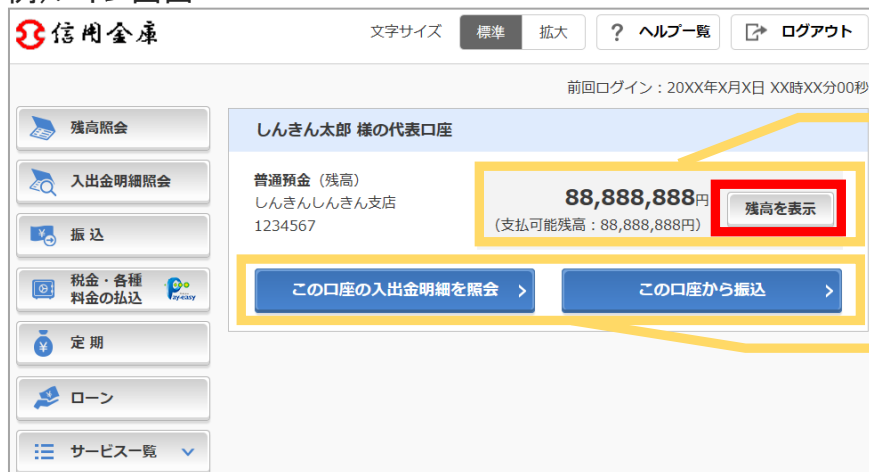 信用金庫
文字サイズ 標準 拡大 ? ヘルプ一覧 ログアウト
前回ログイン：20XX年X月X日 XX時XX分00秒
残高照会
入出金明細照会
振込
税金・各種
料金の払込
Pay-easy
定期
ローン
サービス一覧
しんきん太郎 様の代表口座
普通預金（残高）
しんきんしんきん支店
1234567
88,888,888円
（支払可能残高：88,888,888円）
残高を表示
この口座の入出金明細を照会
この口座から振込